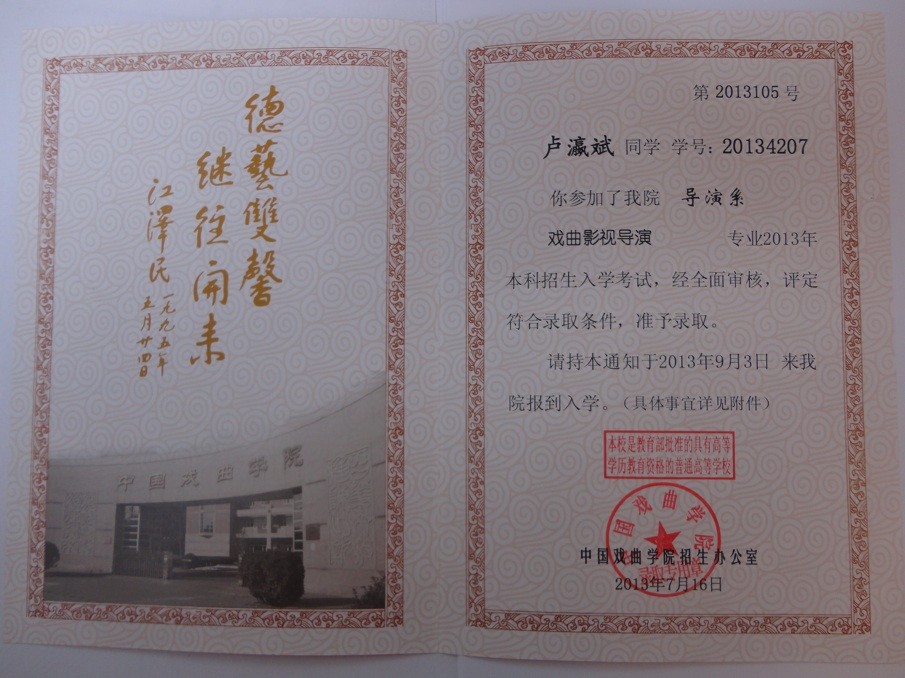 德藝雙馨
继往開来
江澤民
一九九五年
五月廿四日
中国戏曲学院
第 2013105 号
卢瀛斌 同学 学号: 20134207
你参加了我院 导演系
戏曲影视导演 专业2013年
本科招生入学考试，经全面审核，评定
符合录取条件，准予录取。
请持本通知于2013年9月3日 来我
院报到入学。（具体事宜详见附件）
本校是教育部批准的具有高等
学历教育资格的普通高等学校
中国戏曲学院
中国戏曲学院招生办公室
2013年7月16日